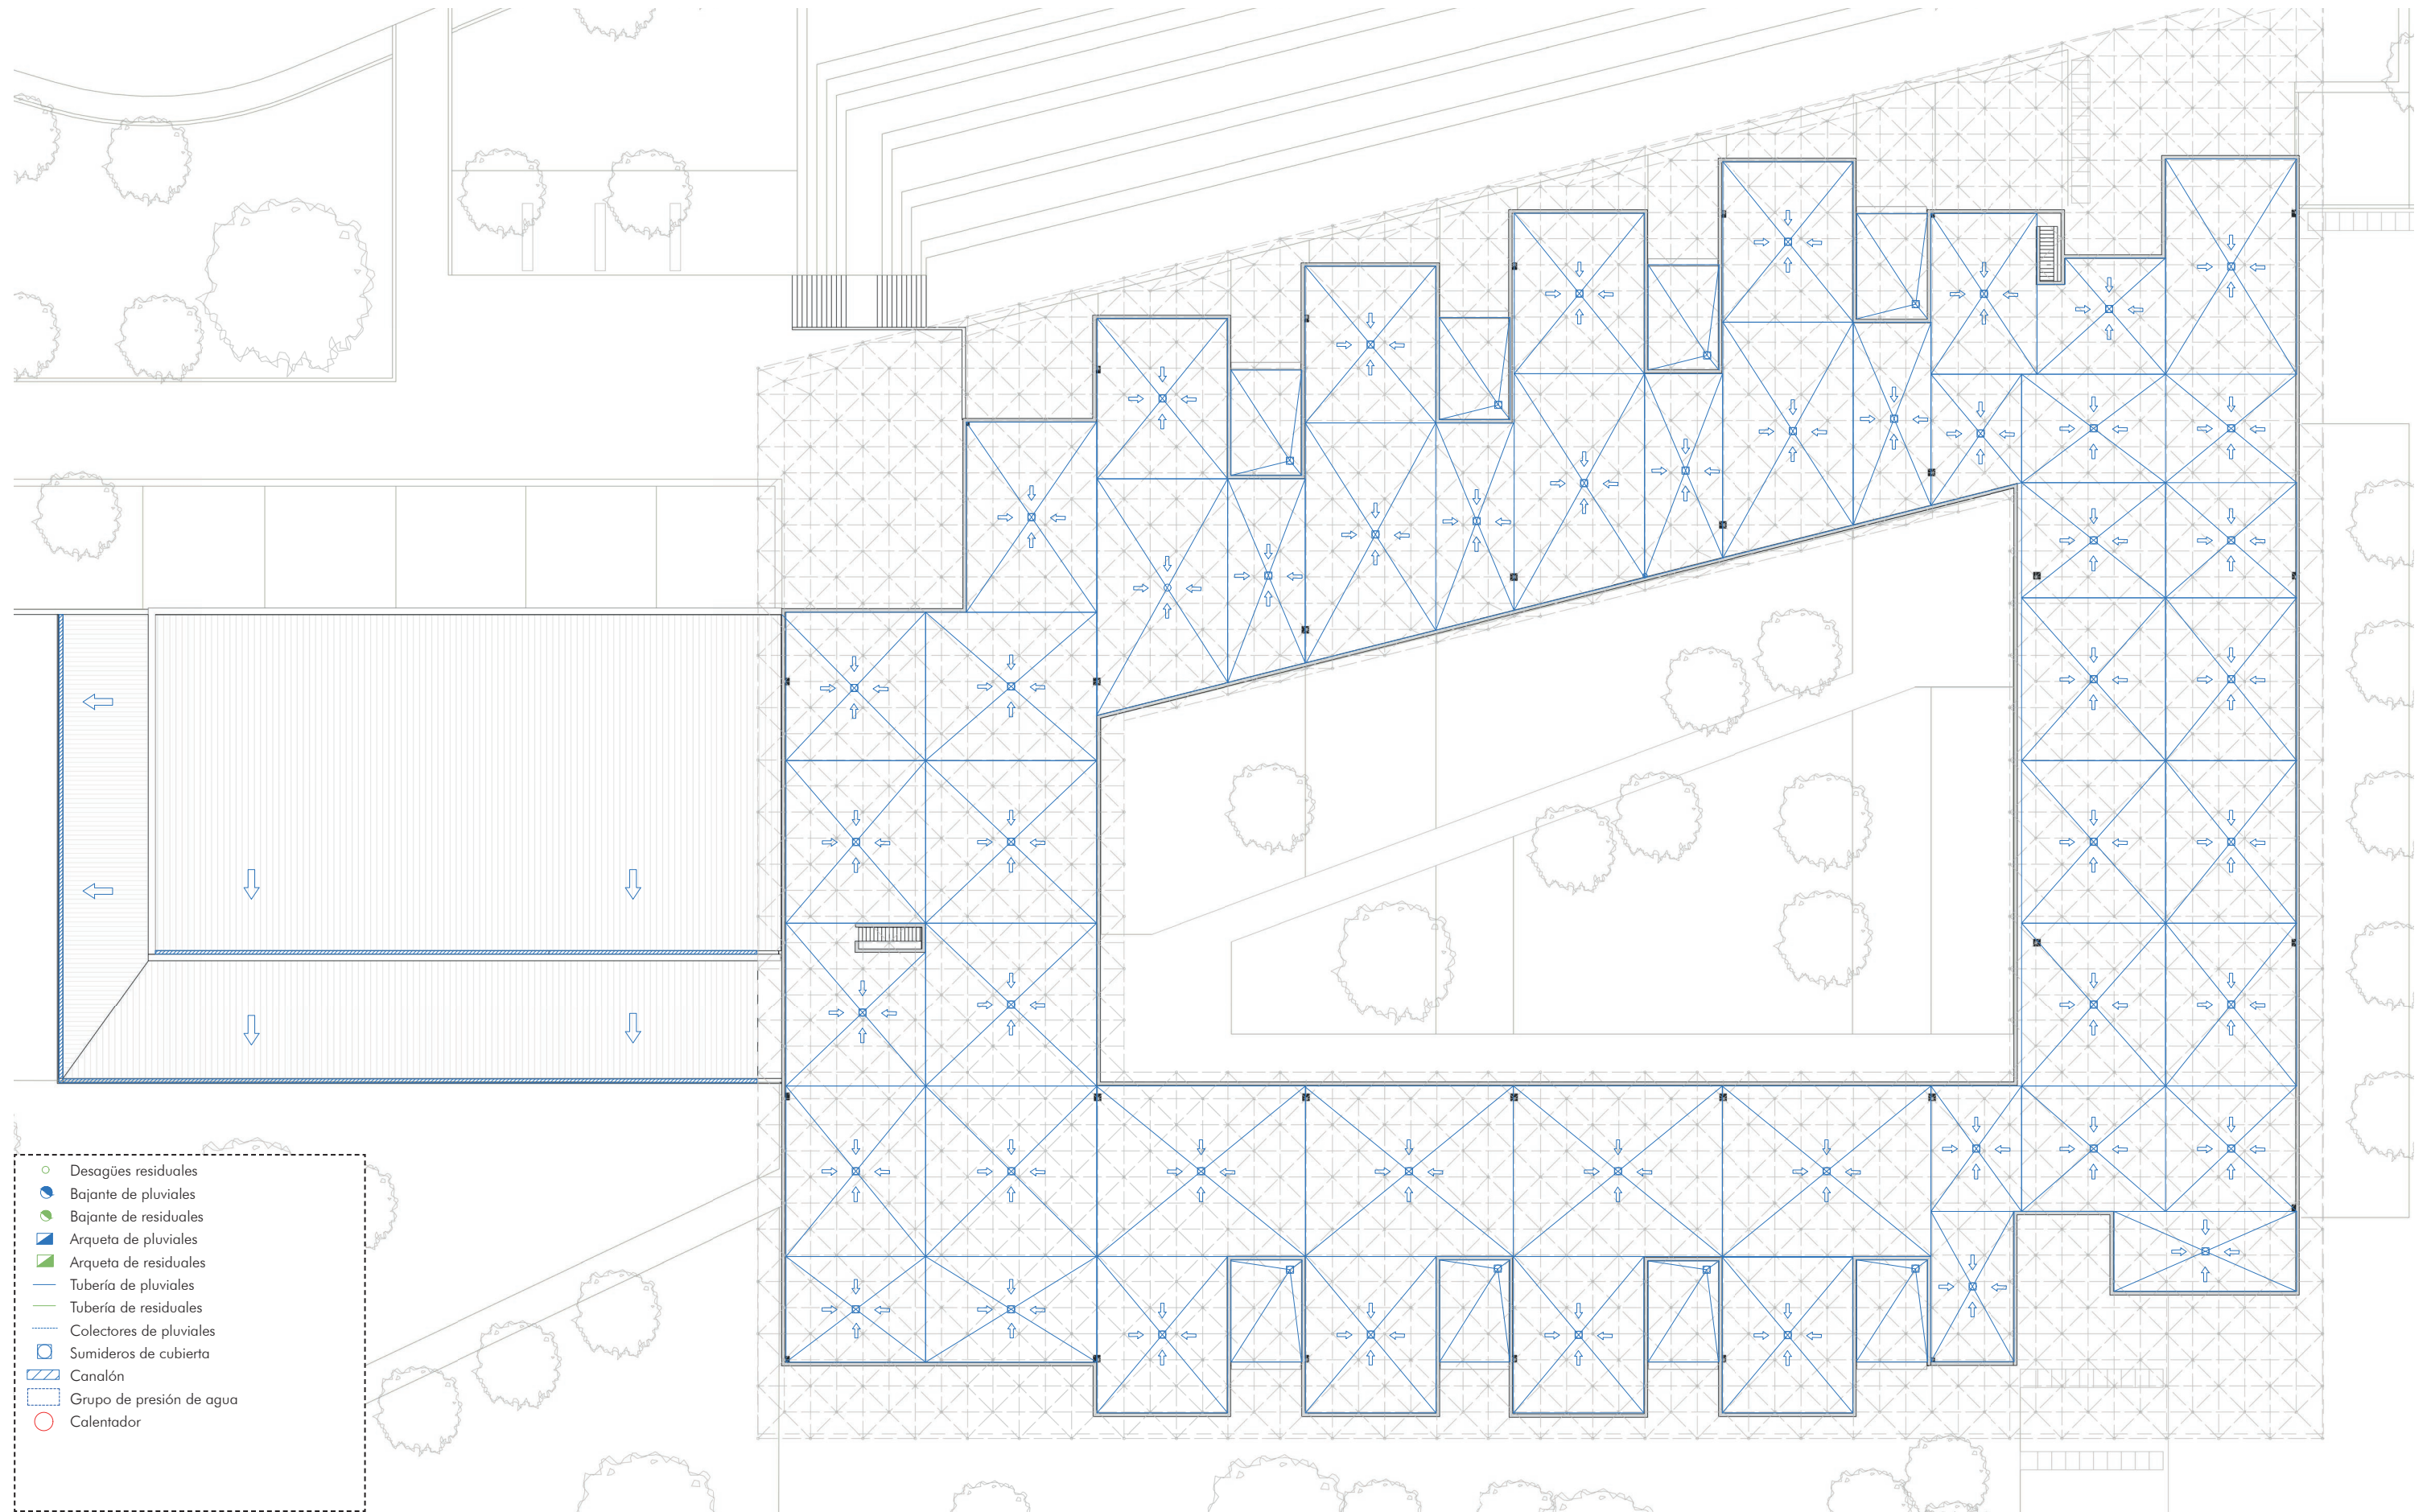 Desagües residuales
Bajante de pluviales
Bajante de residuales
Arqueta de pluviales
Arqueta de residuales
Tubería de pluviales
Tubería de residuales
Colectores de pluviales
Sumideros de cubierta
Canalón
Grupo de presión de agua
Calentador